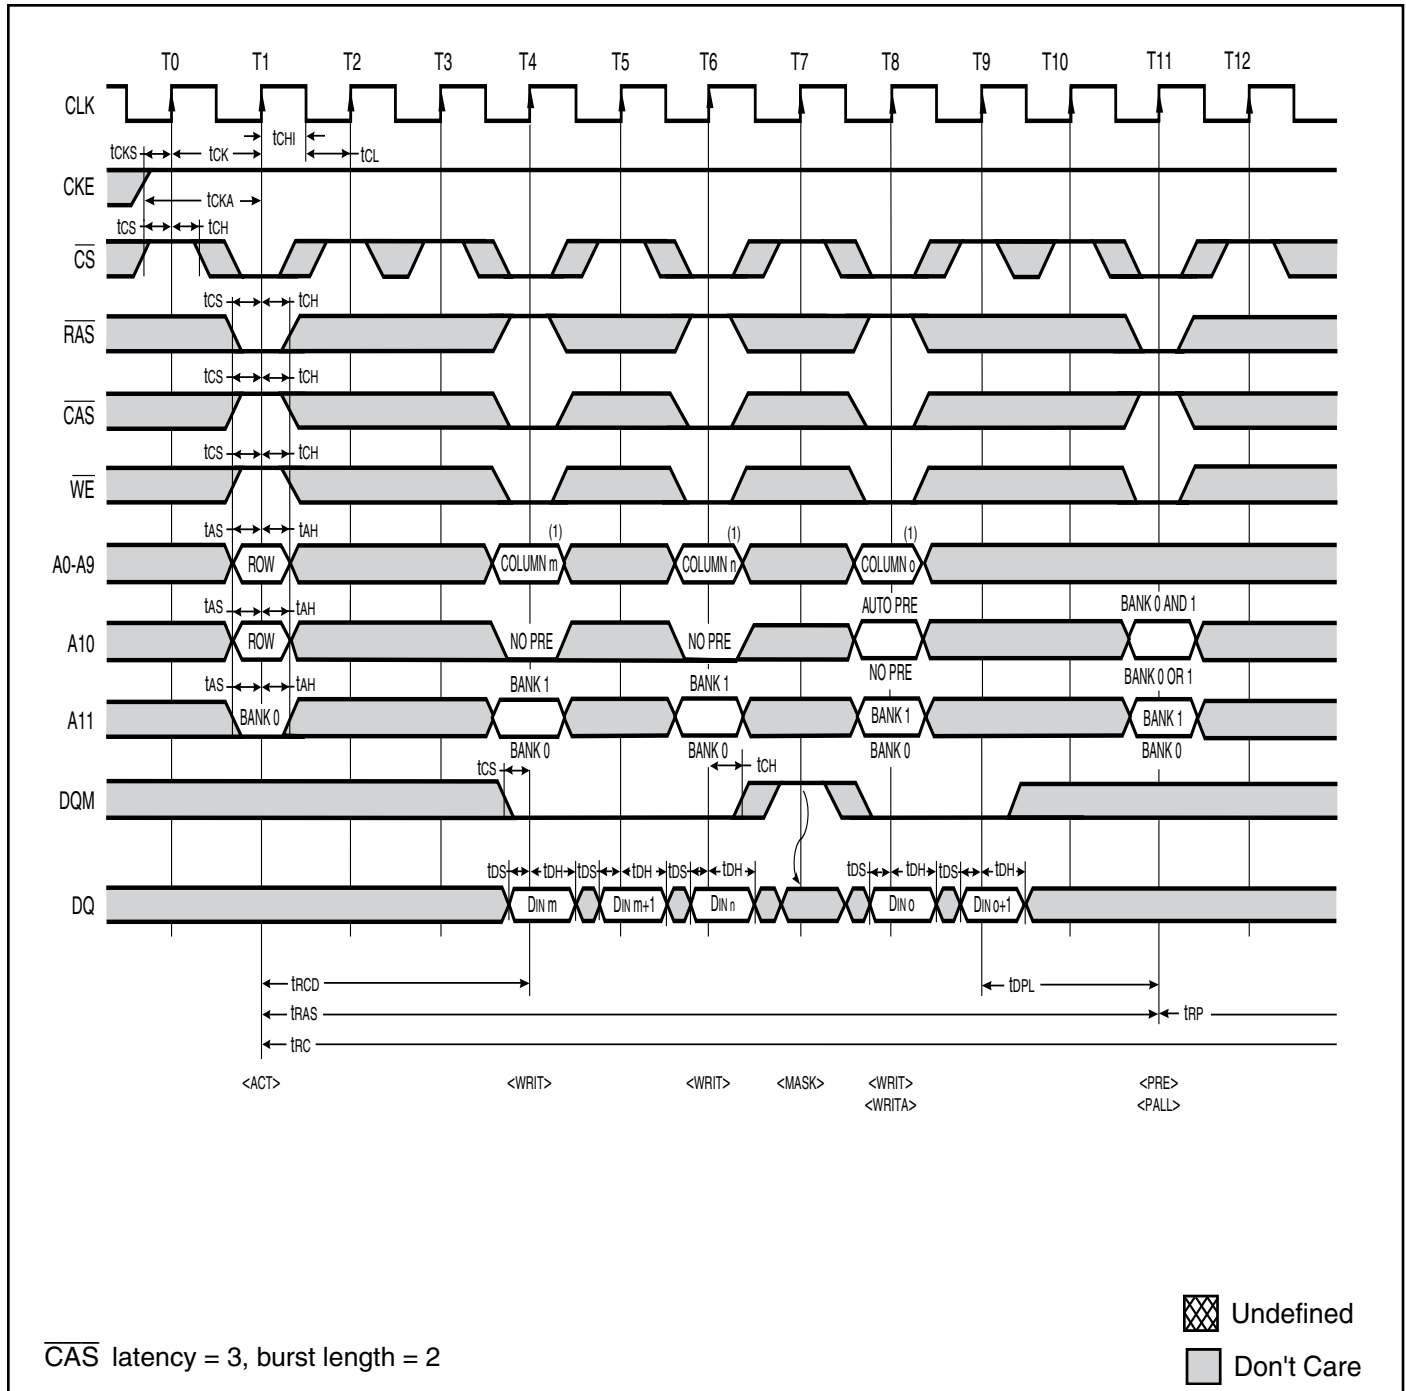 T0 T1 T2 T3 T4 T5 T6 T7 T8 T9 T10 T11 T12
CLK
tCHI
tCKS tCK tCL
CKE
tCKA
tCS tCH
CS
tCS tCH
RAS
tCS tCH
CAS
tCS tCH
WE
tAS tAH (1) (1) (1)
A0-A9 ROW COLUMN m COLUMN n COLUMN o
tAS tAH AUTO PRE BANK 0 AND 1
A10 ROW NO PRE NO PRE
NO PRE BANK 0 OR 1
tAS tAH BANK 1 BANK 1
A11 BANK 0 BANK 1 BANK 1
BANK 0 BANK 0 BANK 0 BANK 0
tCS tCH
DQM
tDS tDH tDS tDH tDS tDH tDS tDH tDS tDH
DQ DIN m DIN m+1 DIN n DIN o DIN o+1
tRCD tDPL
tRAS tRP
tRC
<ACT> <WRIT> <WRIT> <MASK> <WRIT> <PRE>
<WRITA> <PALL>
Undefined
CAS latency = 3, burst length = 2
Don't Care